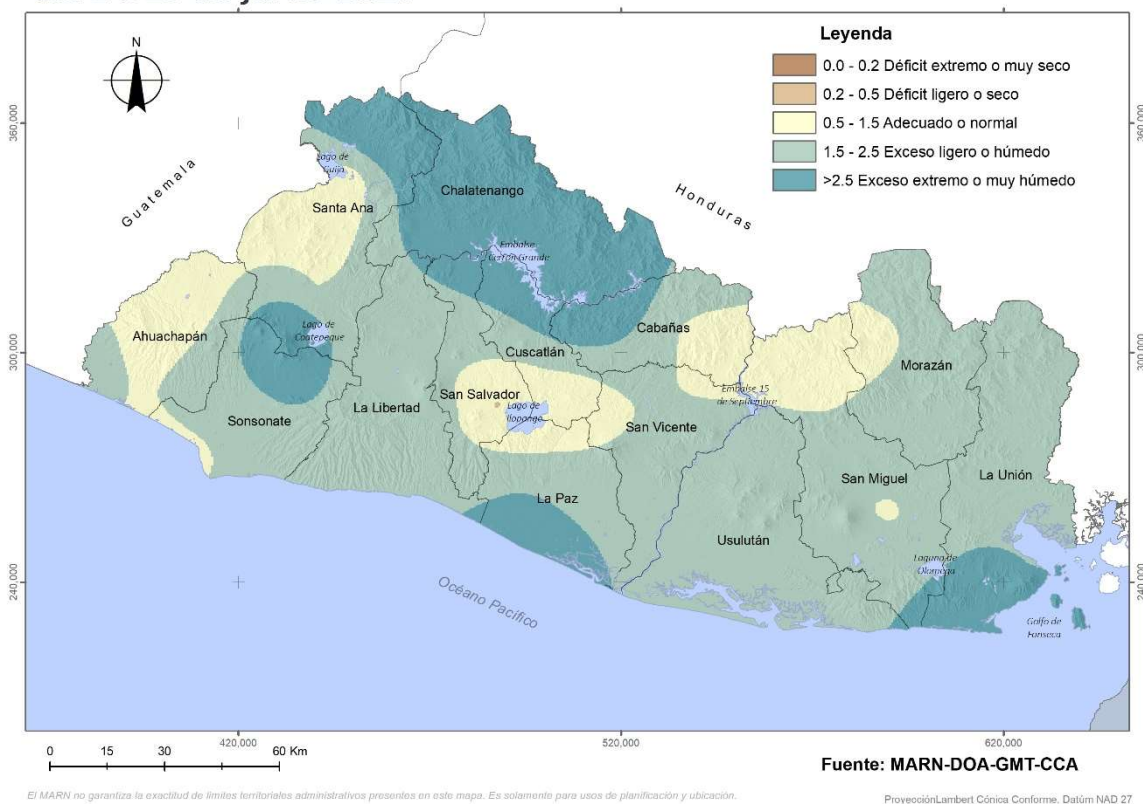 N
Leyenda
0.0 - 0.2 Déficit extremo o muy seco
0.2 - 0.5 Déficit ligero o seco
0.5 - 1.5 Adecuado o normal
1.5 - 2.5 Exceso ligero o húmedo
>2.5 Exceso extremo o muy húmedo
360,000
360,000
Guatemala
Honduras
Lago de
Guija
Santa Ana
Chalatenango
Embalse
Cerrón Grande
Ahuachapán
Lago de
Coatepeque
Cabañas
300,000
300,000
Cuscatlán
Morazán
San Salvador
Lago de
Ilopango
Embalse 15
de Septiembre
La Libertad
Sonsonate
San Vicente
San Miguel
La Unión
La Paz
Usulután
Laguna de
Olomega
240,000
240,000
Océano Pacífico
Golfo de
Fonseca
420,000
520,000
620,000
0 15 30 60 Km
Fuente: MARN-DOA-GMT-CCA
El MARN no garantiza la exactitud de límites territoriales administrativos presentes en este mapa. Es solamente para usos de planificación y ubicación.
ProyecciónLambert Cónica Conforme. Datúm NAD 27